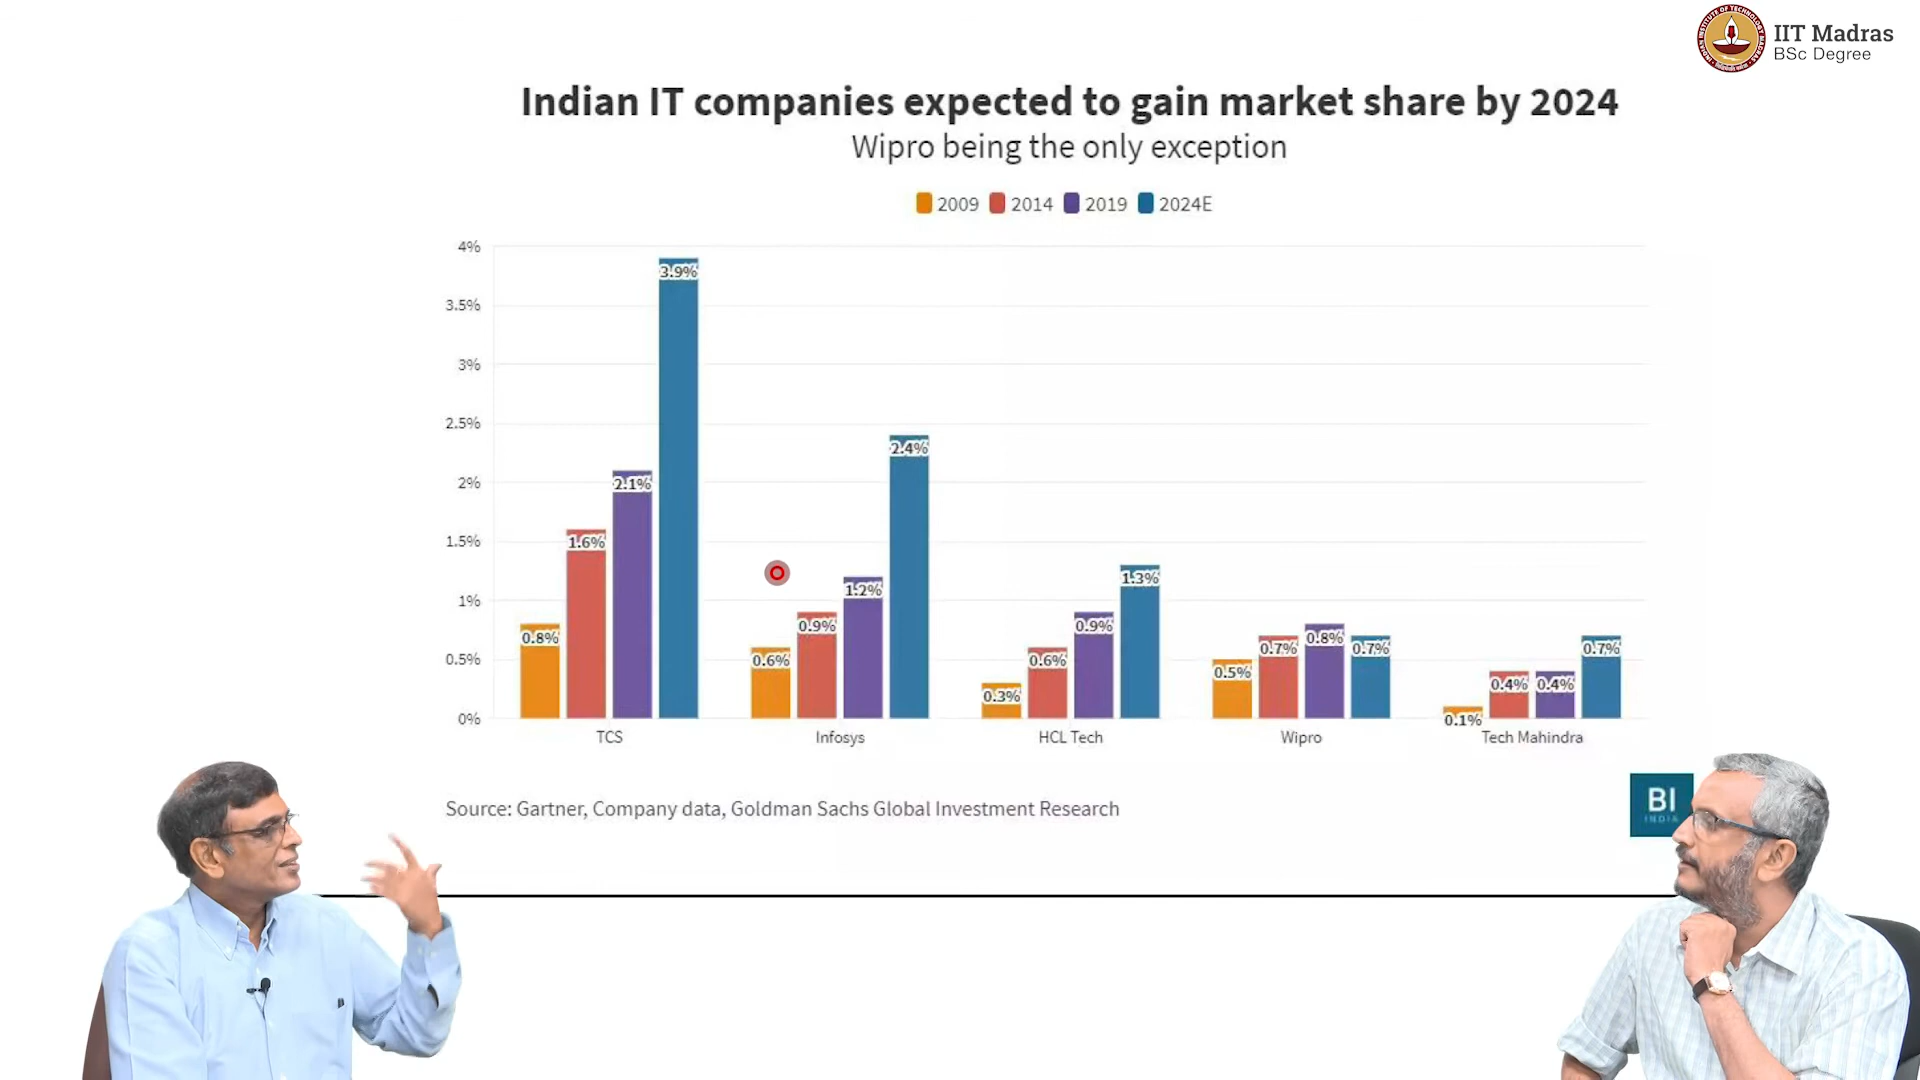 IIT Madras
BSc Degree
Indian IT companies expected to gain market share by 2024
Wipro being the only exception
2009 2014 2019 2024E
4%
3.5%
3%
2.5%
2%
1.5%
1%
0.5%
0%
0.8% 1.6% 2.1% 3.9%
0.6% 0.9% 1.2% 2.4%
0.3% 0.6% 0.9% 1.3%
0.5% 0.7% 0.8% 0.7%
0.1% 0.4% 0.4% 0.7%
TCS Infosys HCL Tech Wipro Tech Mahindra
Source: Gartner, Company data, Goldman Sachs Global Investment Research
BI
INDIA